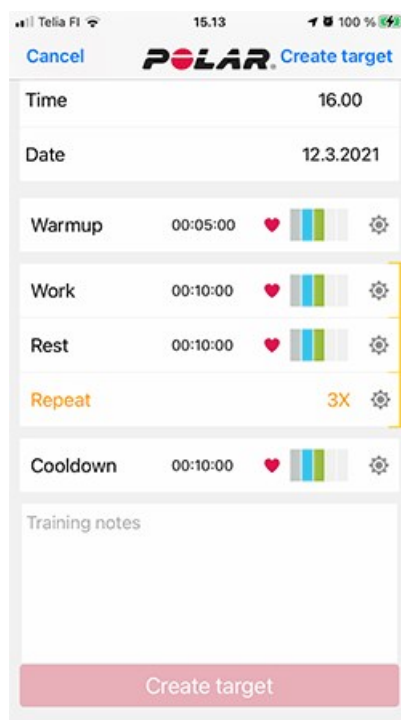 Telia FI 15.13 100 %
Cancel POLAR. Create target
Time 16.00
Date 12.3.2021
Warmup 00:05:00
Work 00:10:00
Rest 00:10:00
Repeat 3X
Cooldown 00:10:00
Training notes
Create target